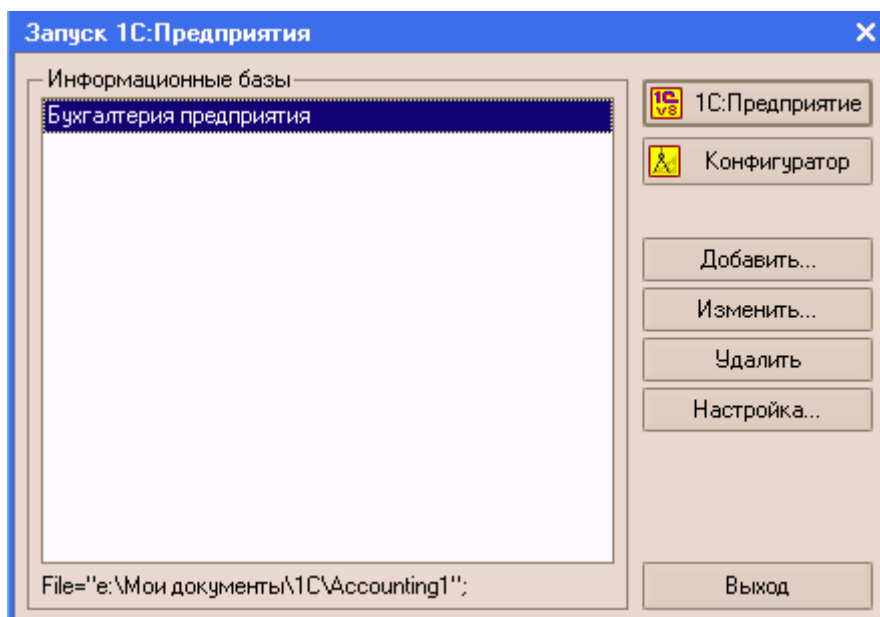 Запуск 1С:Предприятия
Информационные базы
Бухгалтерия предприятия
1С:Предприятие
Конфигуратор
Добавить...
Изменить...
Удалить
Настройка...
File="e:\Мои документы\1С\Accounting1";
Выход